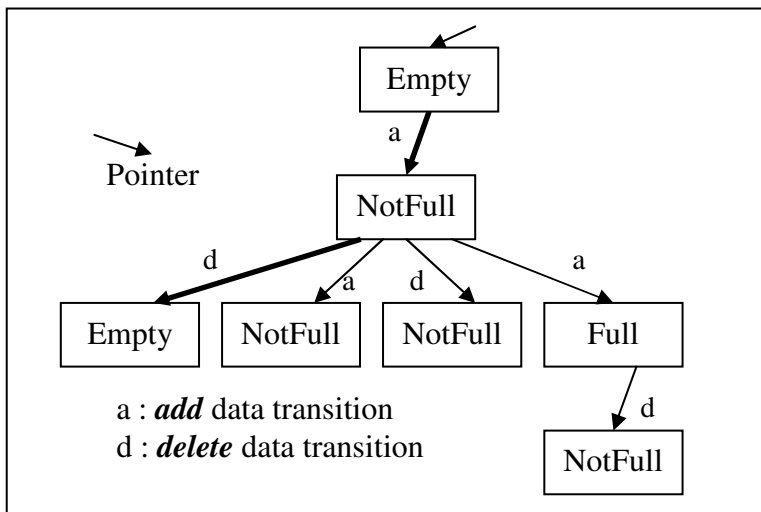 Empty
a
Pointer
NotFull
d
a
d
a
Empty
NotFull
NotFull
Full
a : add data transition
d
d : delete data transition
NotFull